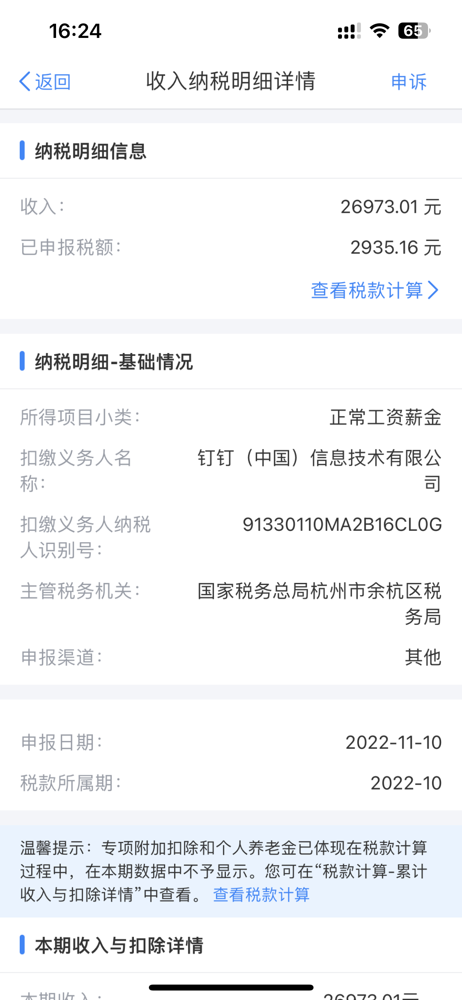 16:24
65
返回
收入纳税明细详情
申诉
纳税明细信息
收入：
26973.01 元
已申报税额：
2935.16 元
查看税款计算
纳税明细-基础情况
所得项目小类：
正常工资薪金
扣缴义务人名
称：
钉钉（中国）信息技术有限公
司
扣缴义务人纳税
人识别号：
91330110MA2B16CL0G
主管税务机关：
国家税务总局杭州市余杭区税
务局
申报渠道：
其他
申报日期：
2022-11-10
税款所属期：
2022-10
温馨提示：专项附加扣除和个人养老金已体现在税款计算
过程中，在本期数据中不予显示。您可在“税款计算-累计
收入与扣除详情”中查看。 查看税款计算
本期收入与扣除详情
本期收入：
26973.01元